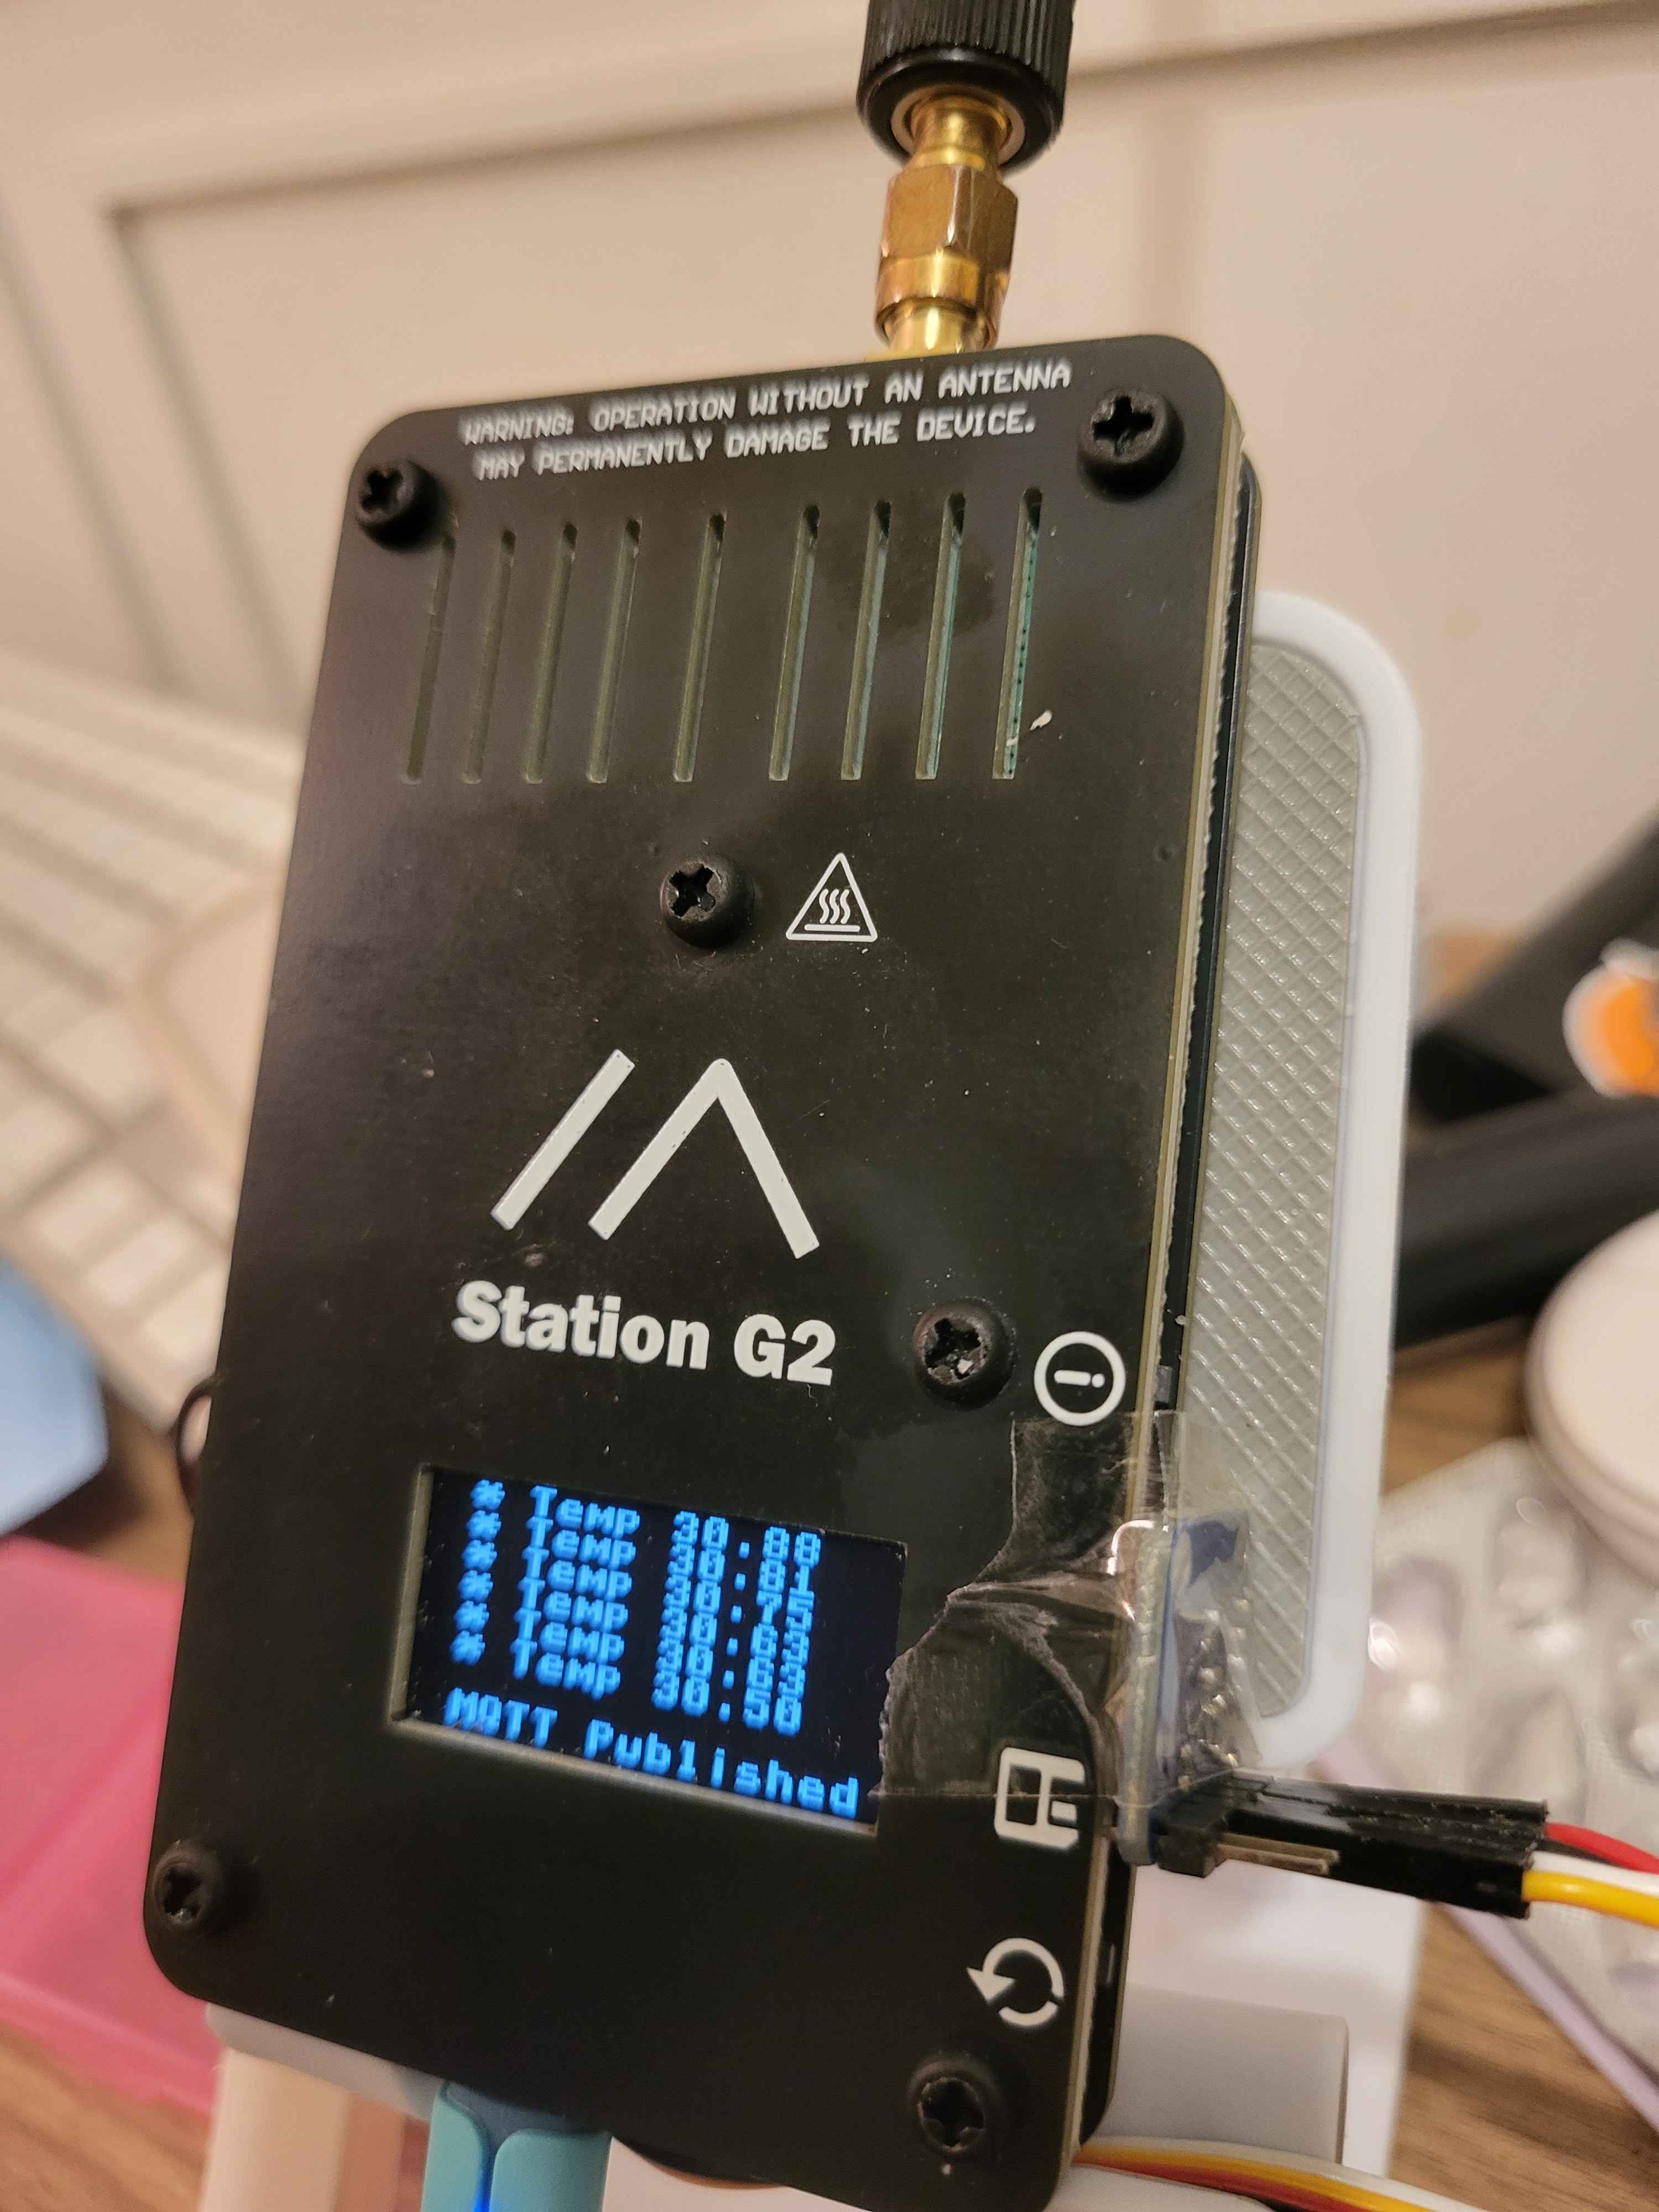 WARNING: OPERATION WITHOUT AN ANTENNA
MAY PERMANENTLY DAMAGE THE DEVICE.
Station G2
* Temp 30.88
* Temp 30.81
* Temp 30.75
* Temp 30.63
* Temp 30.63
* Temp 30.50
MQTT Published